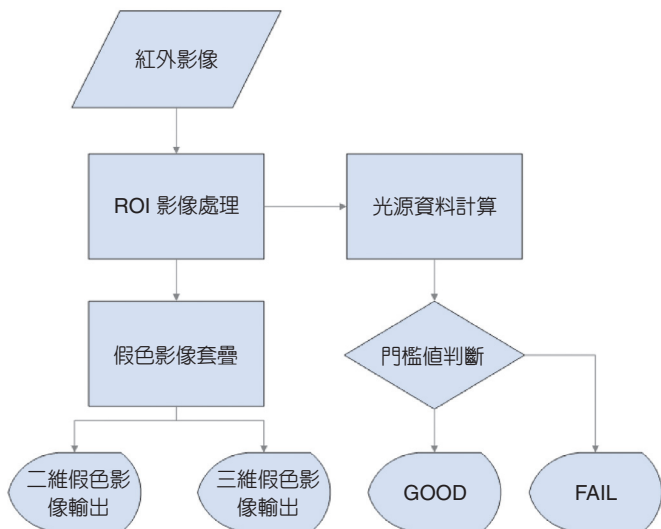 紅外影像
ROI 影像處理
光源資料計算
假色影像套疊
門檻值判斷
二維假色影
像輸出
三維假色影
像輸出
GOOD
FAIL